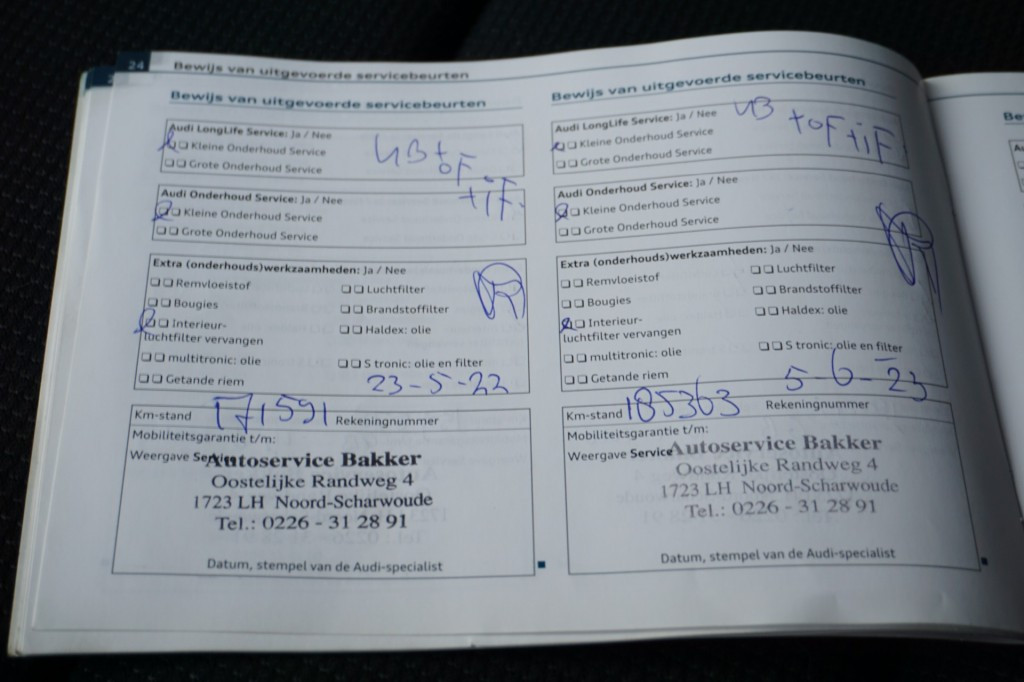 24
Bewijs van uitgevoerde servicebeurten
Bewijs van uitgevoerde servicebeurten
Audi LongLife Service: Ja / Nee
Kleine Onderhoud Service
Grote Onderhoud Service
Audi Onderhoud Service: Ja / Nee
Kleine Onderhoud Service
Grote Onderhoud Service
Extra (onderhouds)werkzaamheden: Ja / Nee
Remvloeistof
Luchtfilter
Bougies
Brandstoffilter
Interieur-
luchtfilter vervangen
Haldex: olie
multitronic: olie
S tronic: olie en filter
Getande riem
23-5-22
Km-stand 171591 Rekeningnummer
Mobiliteitsgarantie t/m:
Weergave Service
Autoservice Bakker
Oostelijke Randweg 4
1723 LH Noord-Scharwoude
Tel.: 0226 - 31 28 91
Datum, stempel van de Audi-specialist
Bewijs van uitgevoerde servicebeurten
Audi LongLife Service: Ja / Nee
Kleine Onderhoud Service
Grote Onderhoud Service
+oF+iF
Audi Onderhoud Service: Ja / Nee
Kleine Onderhoud Service
Grote Onderhoud Service
Extra (onderhouds)werkzaamheden: Ja / Nee
Remvloeistof
Luchtfilter
Bougies
Brandstoffilter
Interieur-
luchtfilter vervangen
Haldex: olie
multitronic: olie
S tronic: olie en filter
Getande riem
5-6-23
Km-stand 185363 Rekeningnummer
Mobiliteitsgarantie t/m:
Weergave Service
Autoservice Bakker
Oostelijke Randweg 4
1723 LH Noord-Scharwoude
Tel.: 0226 - 31 28 91
Datum, stempel van de Audi-specialist